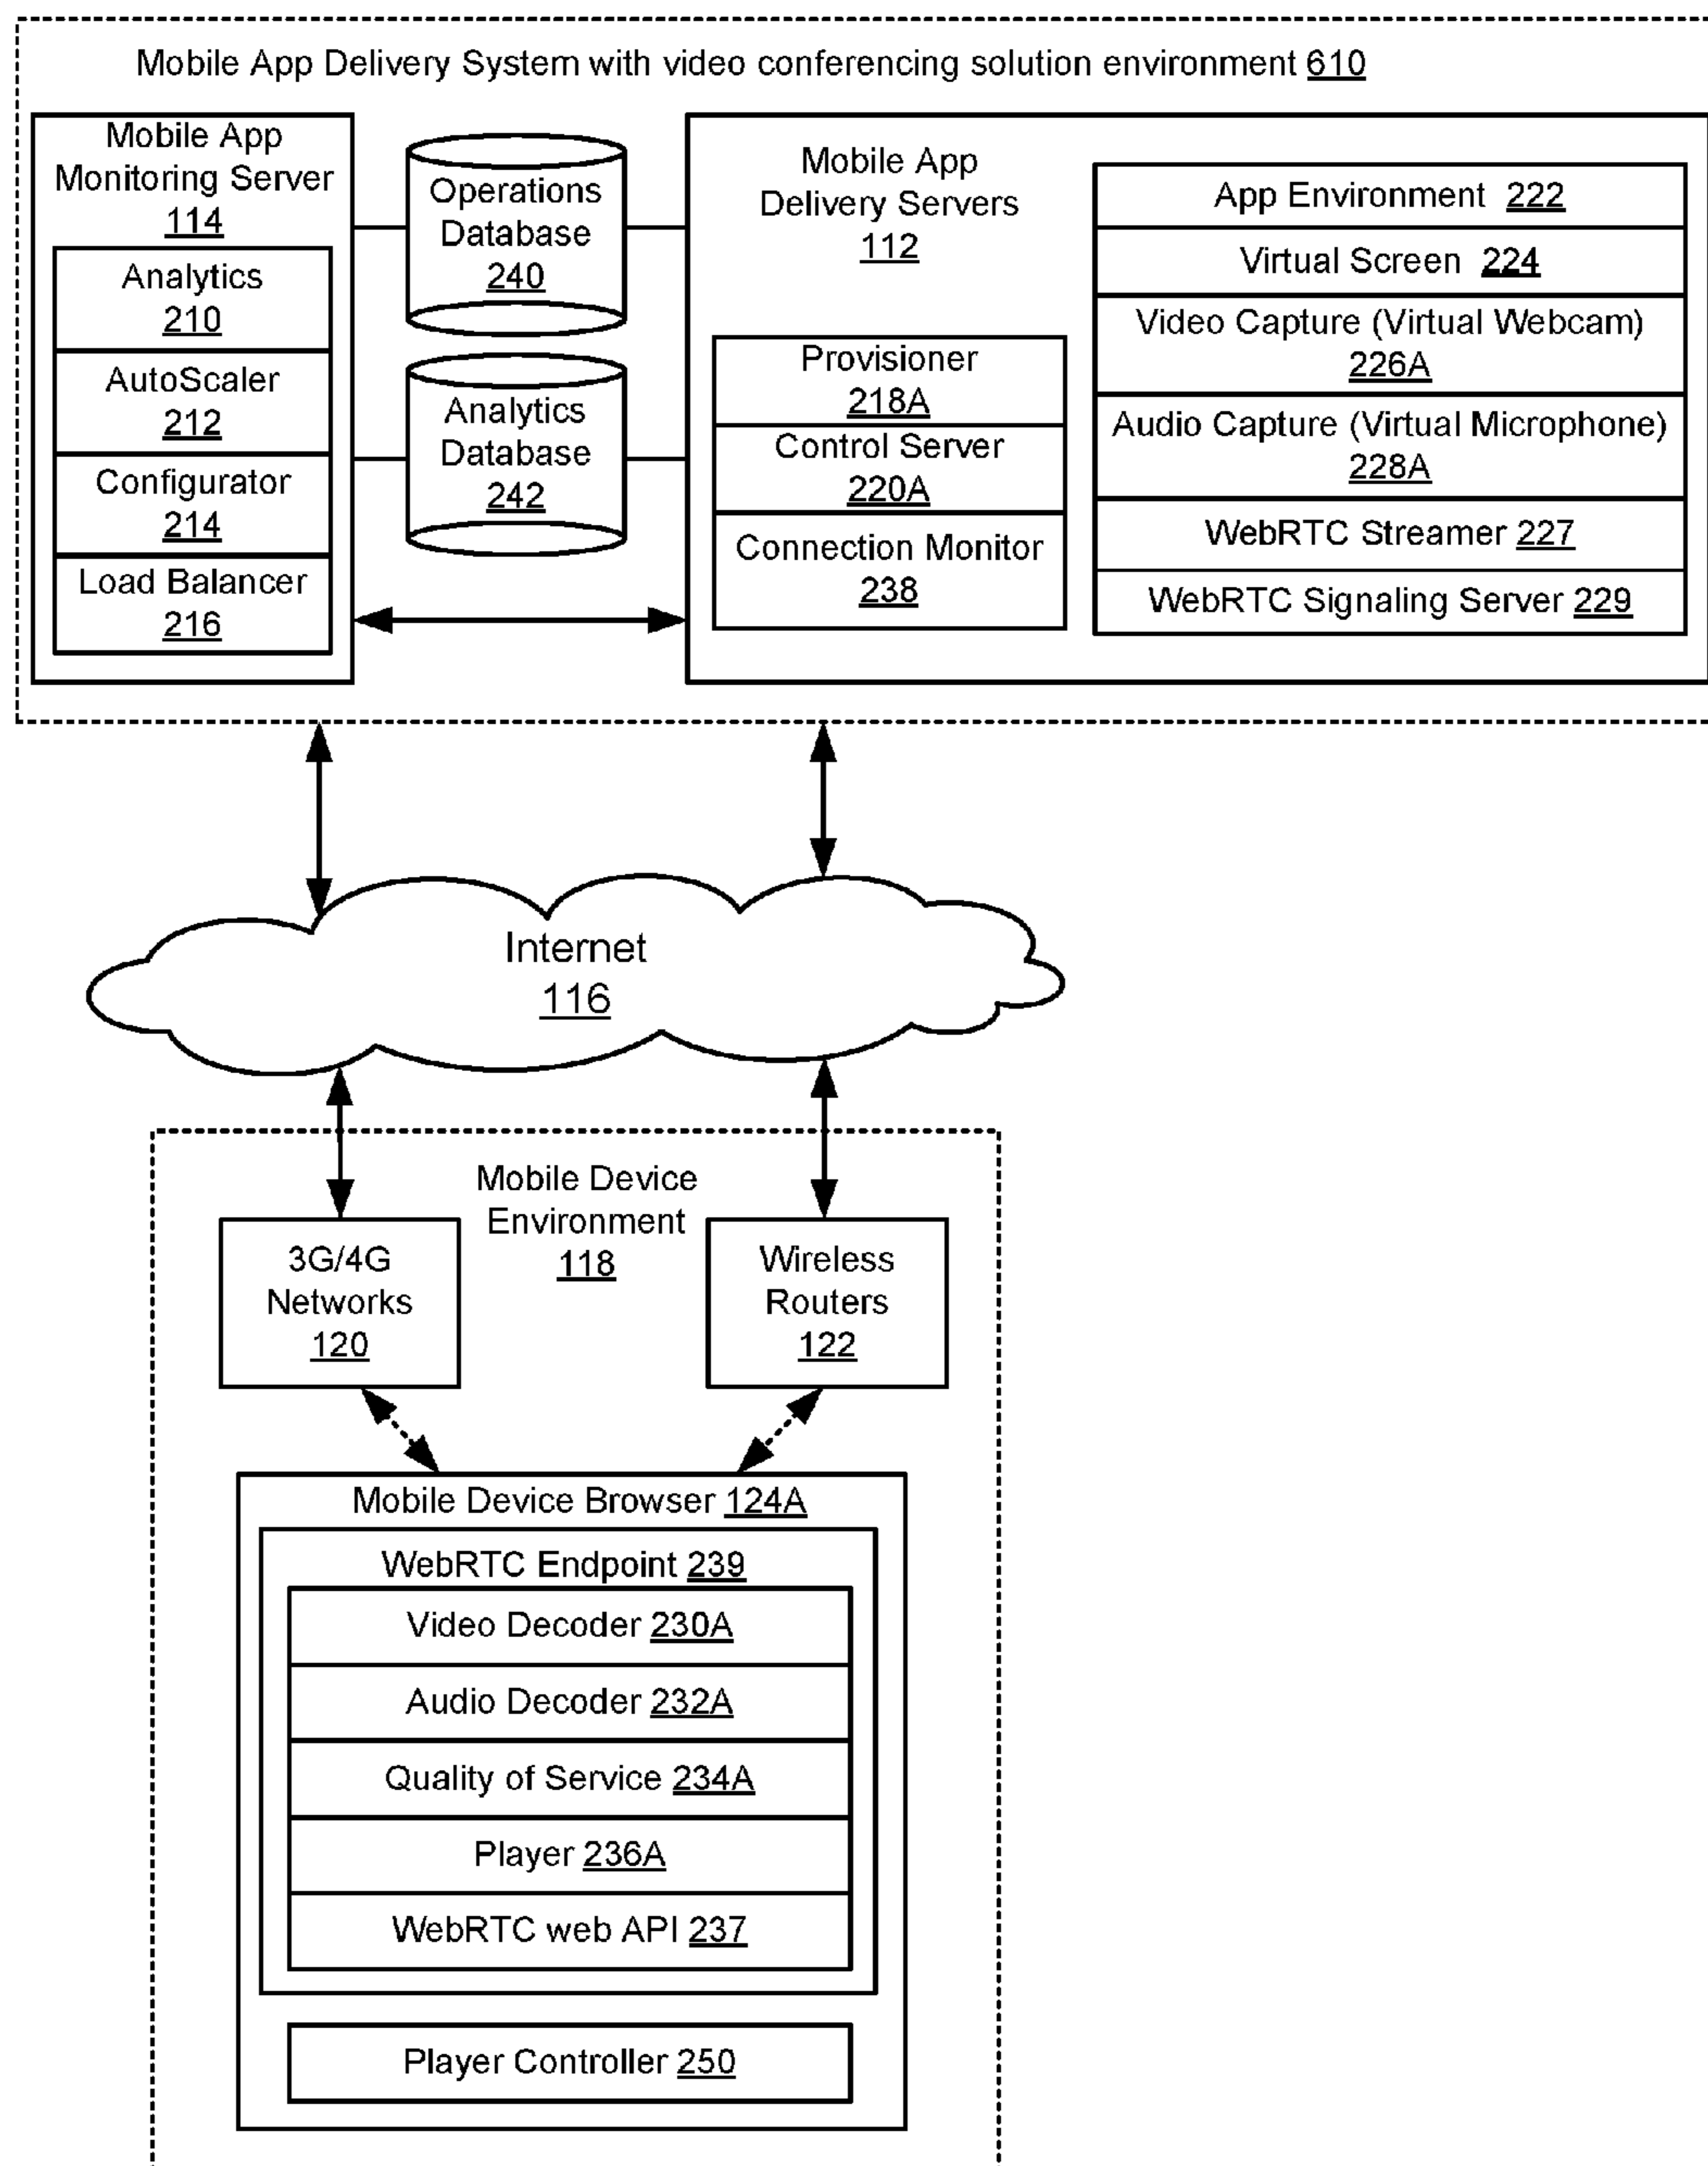 Mobile App Delivery System with video conferencing solution environment 610
Mobile App
Monitoring Server
114
Analytics
210
AutoScaler
212
Configurator
214
Load Balancer
216
Operations
Database
240
Analytics
Database
242
Mobile App
Delivery Servers
112
Provisioner
218A
Control Server
220A
Connection Monitor
238
App Environment 222
Virtual Screen 224
Video Capture (Virtual Webcam)
226A
Audio Capture (Virtual Microphone)
228A
WebRTC Streamer 227
WebRTC Signaling Server 229
Internet
116
Mobile Device
Environment
118
3G/4G
Networks
120
Wireless
Routers
122
Mobile Device Browser 124A
WebRTC Endpoint 239
Video Decoder 230A
Audio Decoder 232A
Quality of Service 234A
Player 236A
WebRTC web API 237
Player Controller 250